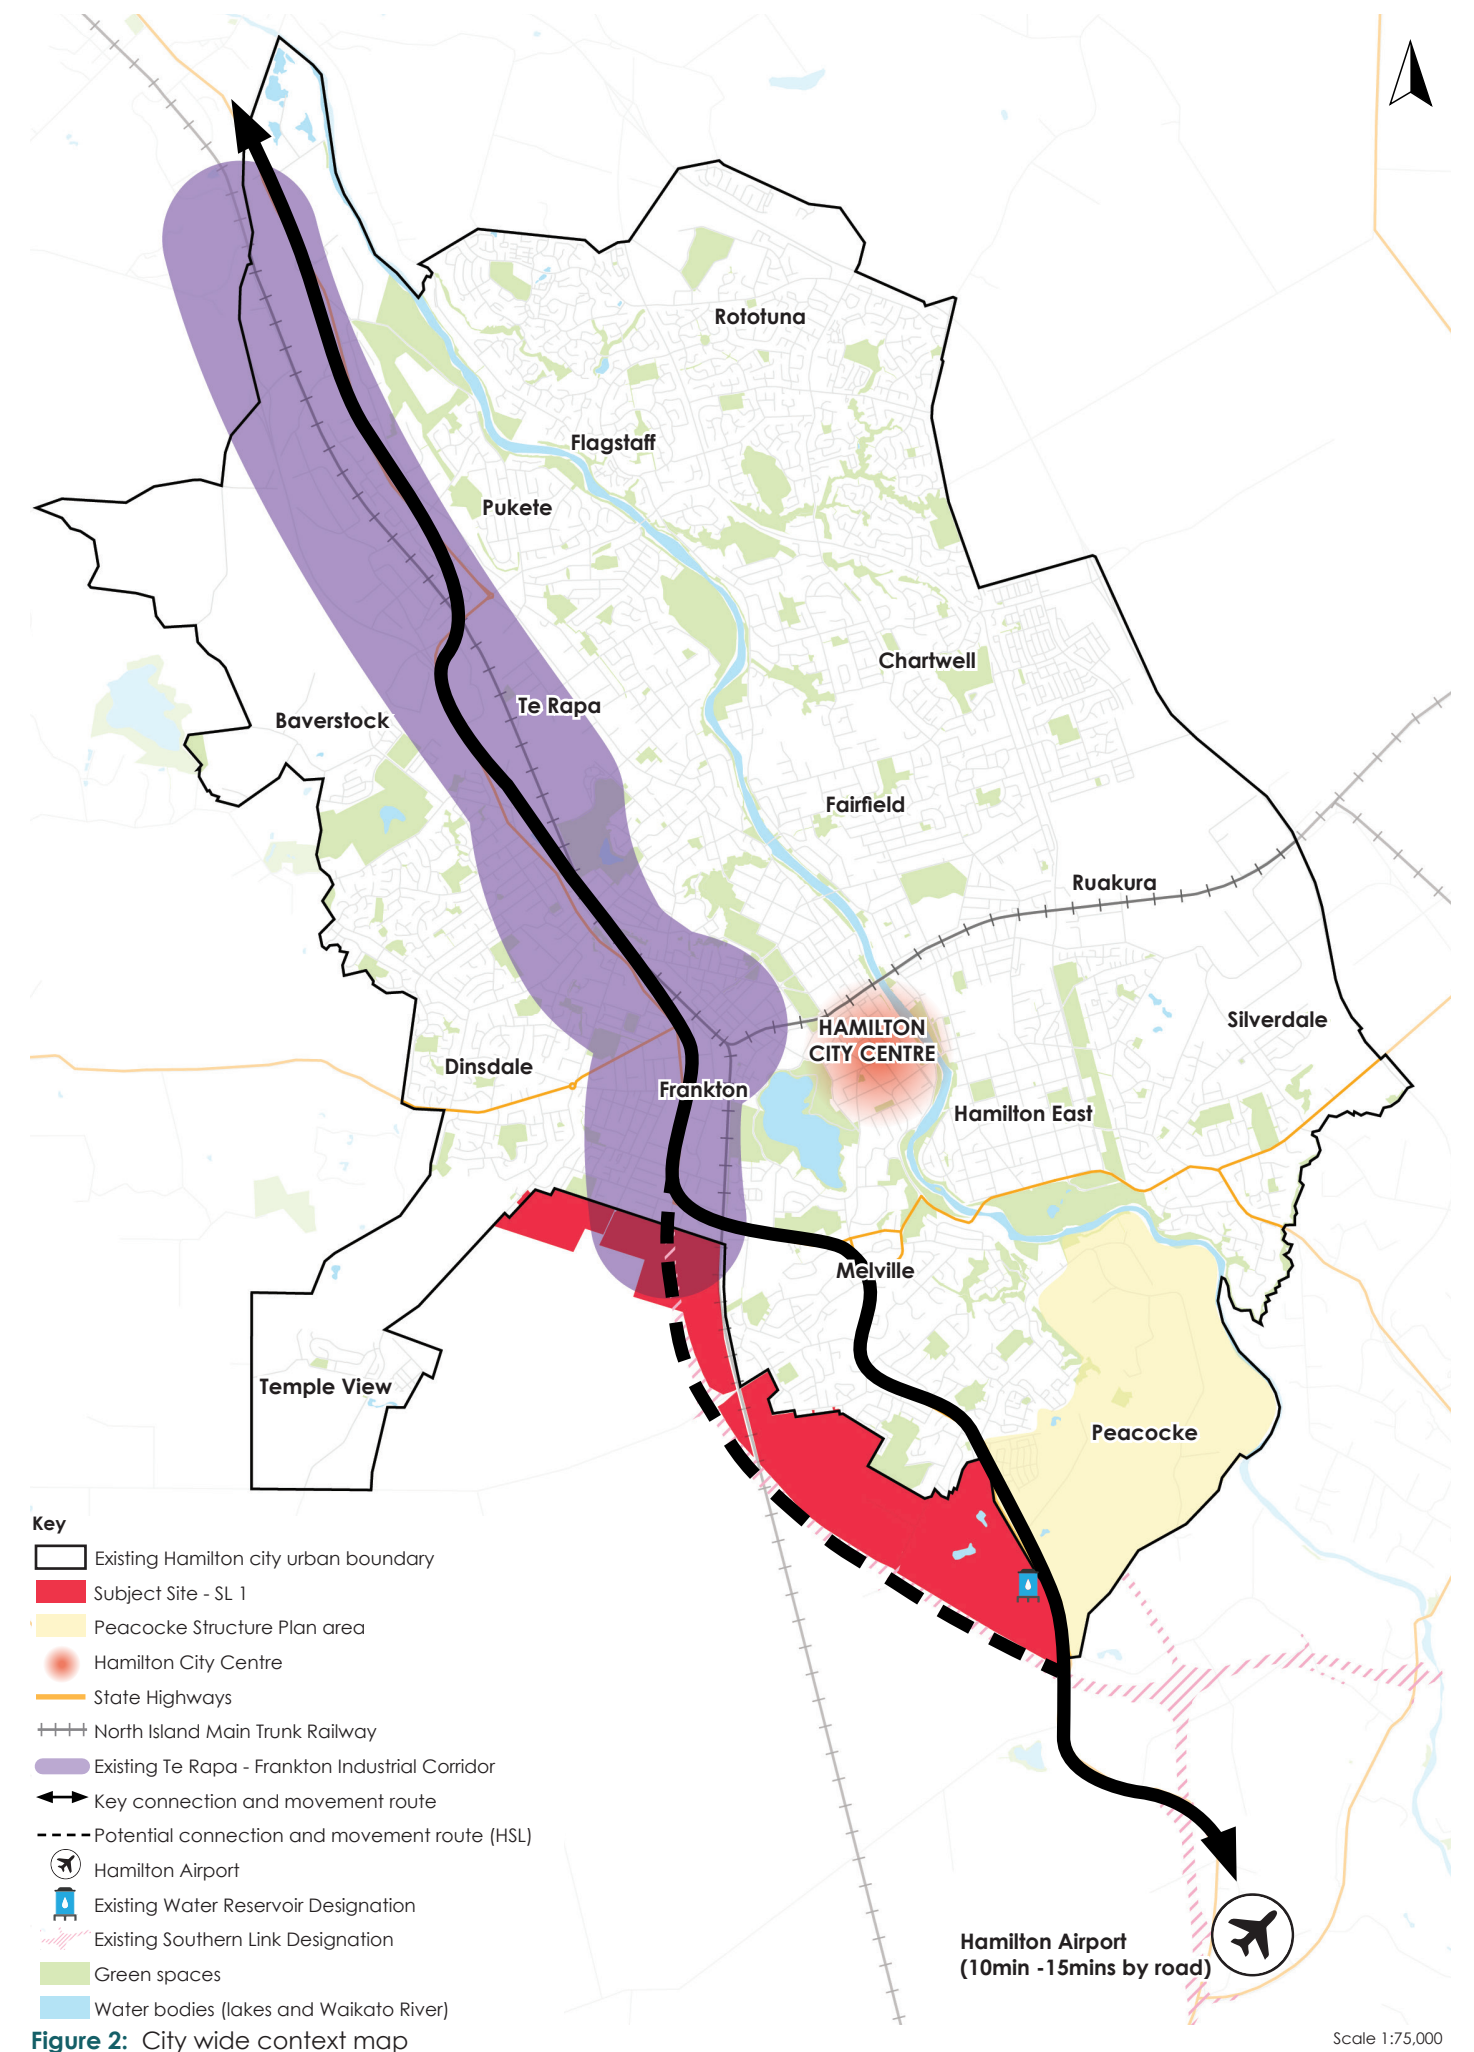 Rototuna
Flagstaff
Pukete
Chartwell
Te Rapa
Baverstock
Fairfield
Ruakura
HAMILTON
CITY CENTRE
Silverdale
Dinsdale
Frankton
Hamilton East
Melville
Temple View
Peacocke
Key
Existing Hamilton city urban boundary
Subject Site - SL 1
Peacocke Structure Plan area
Hamilton City Centre
State Highways
North Island Main Trunk Railway
Existing Te Rapa - Frankton Industrial Corridor
Key connection and movement route
Potential connection and movement route (HSL)
Hamilton Airport
Existing Water Reservoir Designation
Existing Southern Link Designation
Green spaces
Water bodies (lakes and Waikato River)
Hamilton Airport
(10min -15mins by road)
Figure 2: City wide context map
Scale 1:75,000